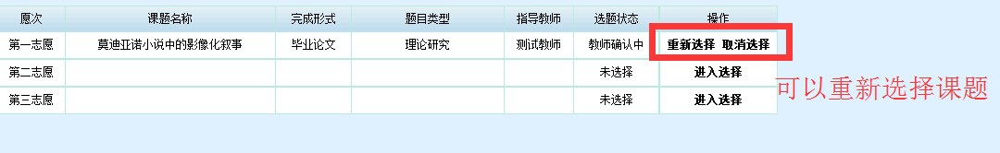 愿次 课题名称 完成形式 题目类型 指导教师 选题状态 操作
第一志愿 莫迪亚诺小说中的影像化叙事 毕业论文 理论研究 测试教师 教师确认中 重新选择 取消选择
第二志愿 未选择 进入选择
可以重新选择课题
第三志愿 未选择 进入选择